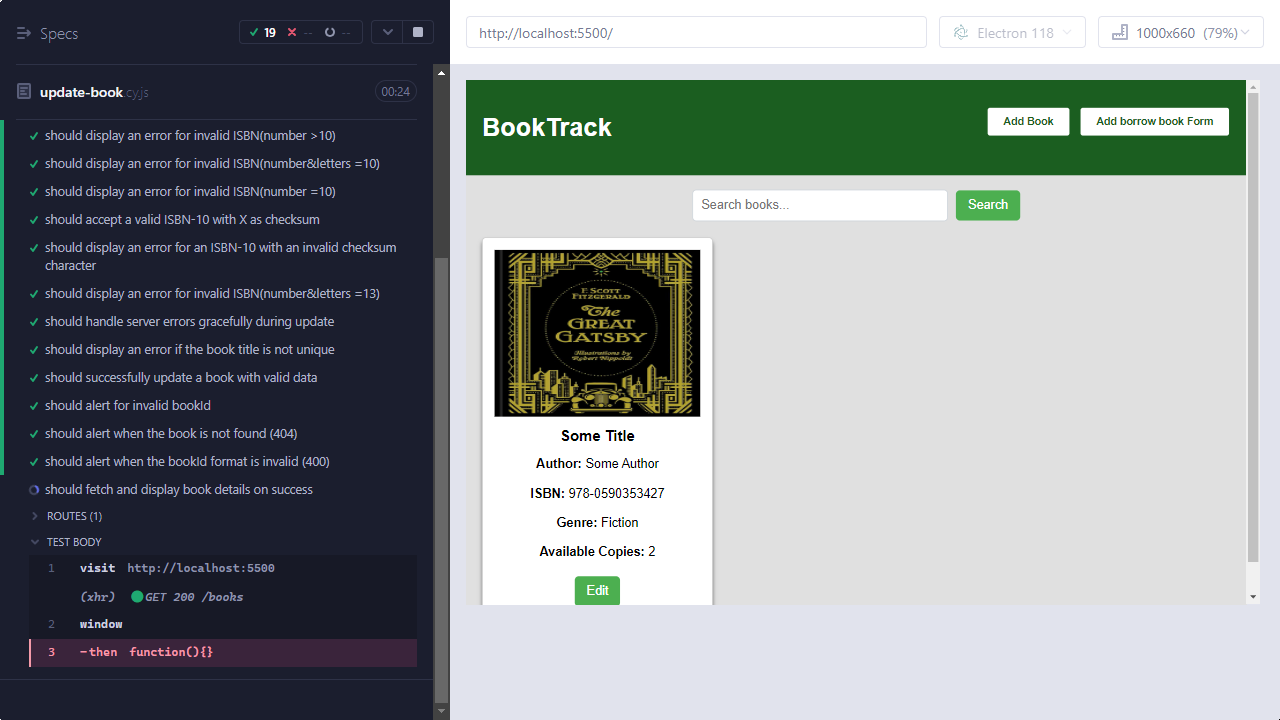 Specs
19
--
--
update-book.cy.js
00:24
should display an error for invalid ISBN(number >10)
should display an error for invalid ISBN(number&letters =10)
should display an error for invalid ISBN(number =10)
should accept a valid ISBN-10 with X as checksum
should display an error for an ISBN-10 with an invalid checksum
character
should display an error for invalid ISBN(number&letters =13)
should handle server errors gracefully during update
should display an error if the book title is not unique
should successfully update a book with valid data
should alert for invalid bookId
should alert when the book is not found (404)
should alert when the bookId format is invalid (400)
should fetch and display book details on success
ROUTES (1)
TEST BODY
1 visit http://localhost:5500
(xhr) GET 200 /books
2 window
3 -then function(){}
http://localhost:5500/
Electron 118
1000x660 (79%)
BookTrack
Add Book
Add borrow book Form
Search books...
Search
F. SCOTT
FITZGERALD
The
GREAT
GATSBY
Illustrations by
Robert Nippoldt
Some Title
Author: Some Author
ISBN: 978-0590353427
Genre: Fiction
Available Copies: 2
Edit